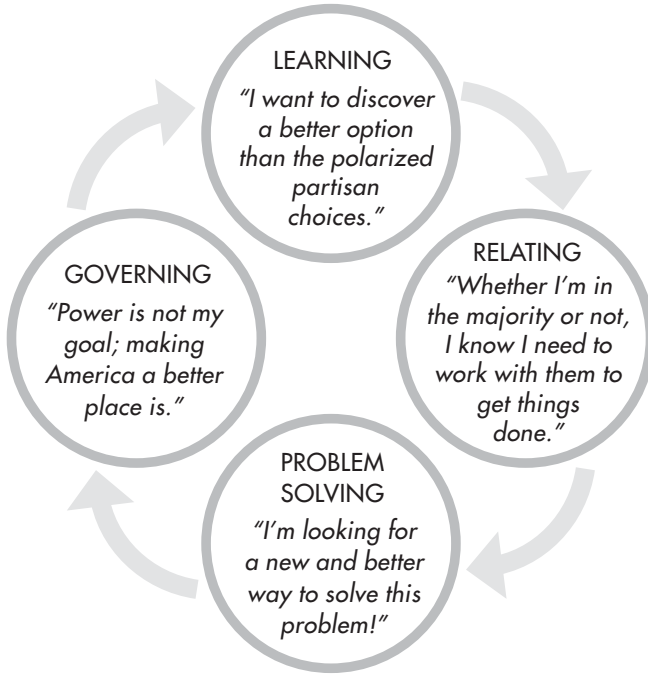 LEARNING
“I want to discover
a better option
than the polarized
partisan
choices.”
RELATING
“Whether I’m in
the majority or not,
I know I need to
work with them to
get things
done.”
PROBLEM
SOLVING
“I’m looking for
a new and better
way to solve this
problem!”
GOVERNING
“Power is not my
goal; making
America a better
place is.”